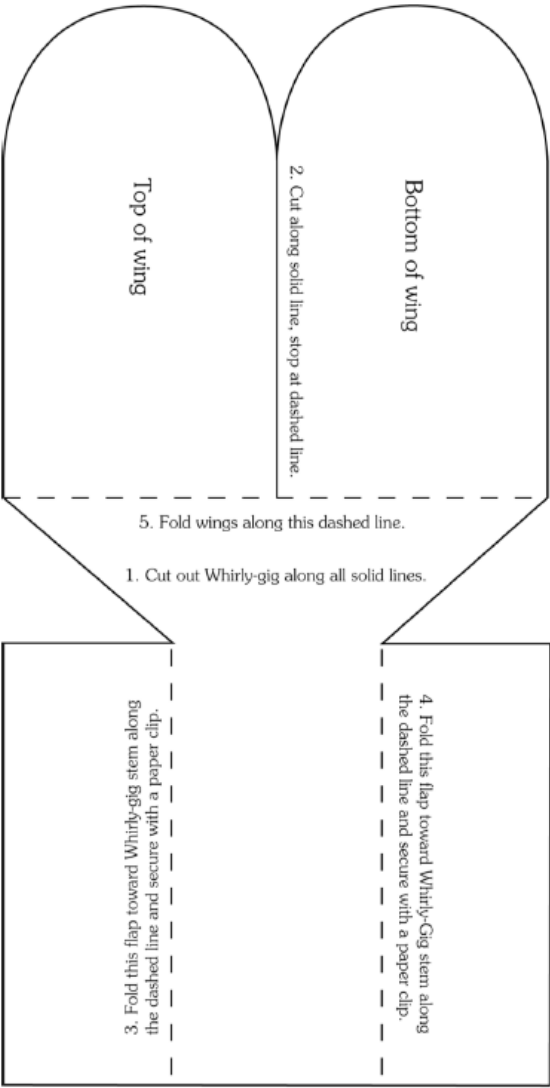 Top of wing
Bottom of wing
2. Cut along solid line, stop at dashed line.
5. Fold wings along this dashed line.
1. Cut out Whirly-gig along all solid lines.
3. Fold this flap toward Whirly-gig stem along
the dashed line and secure with a paper clip.
4. Fold this flap toward Whirly-Gig stem along
the dashed line and secure with a paper clip.